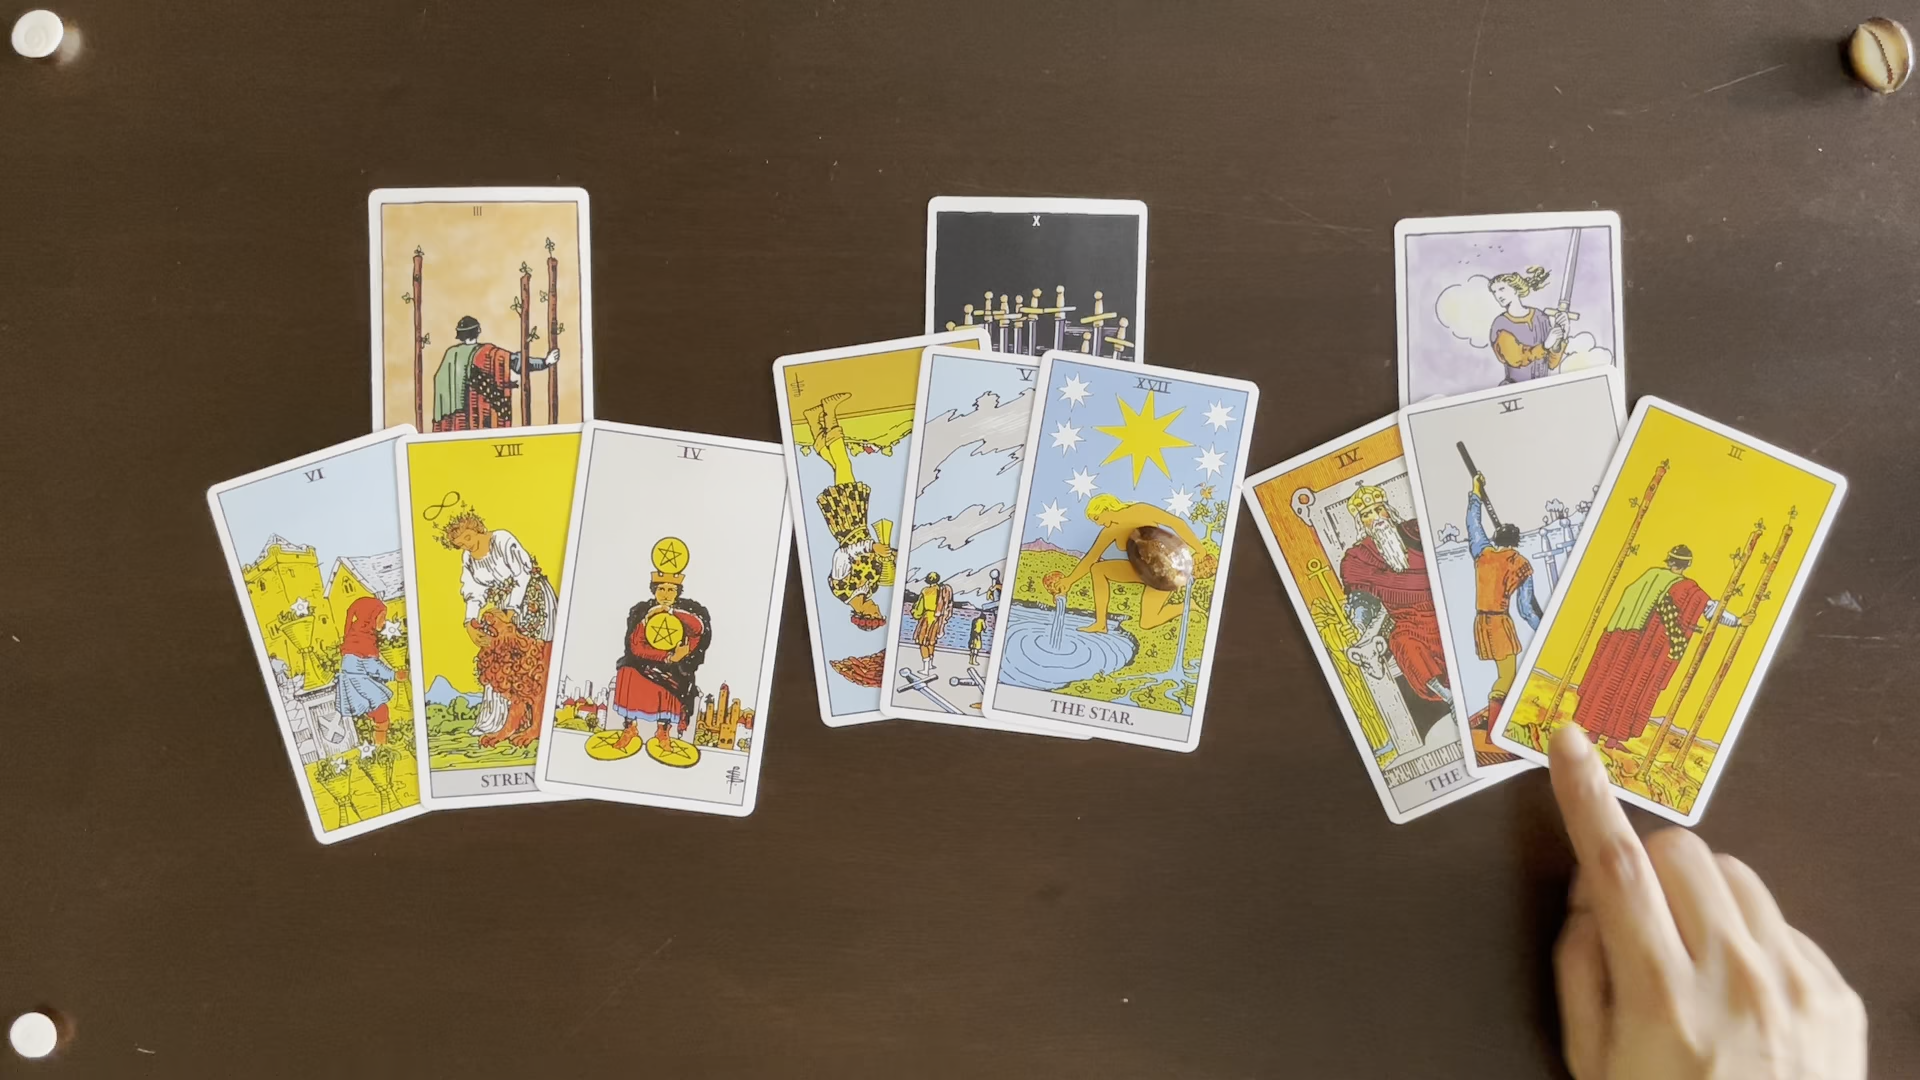 III
X
VI
VIII
STREN
IV
V
XVII
THE STAR.
IV
THE
VI
III